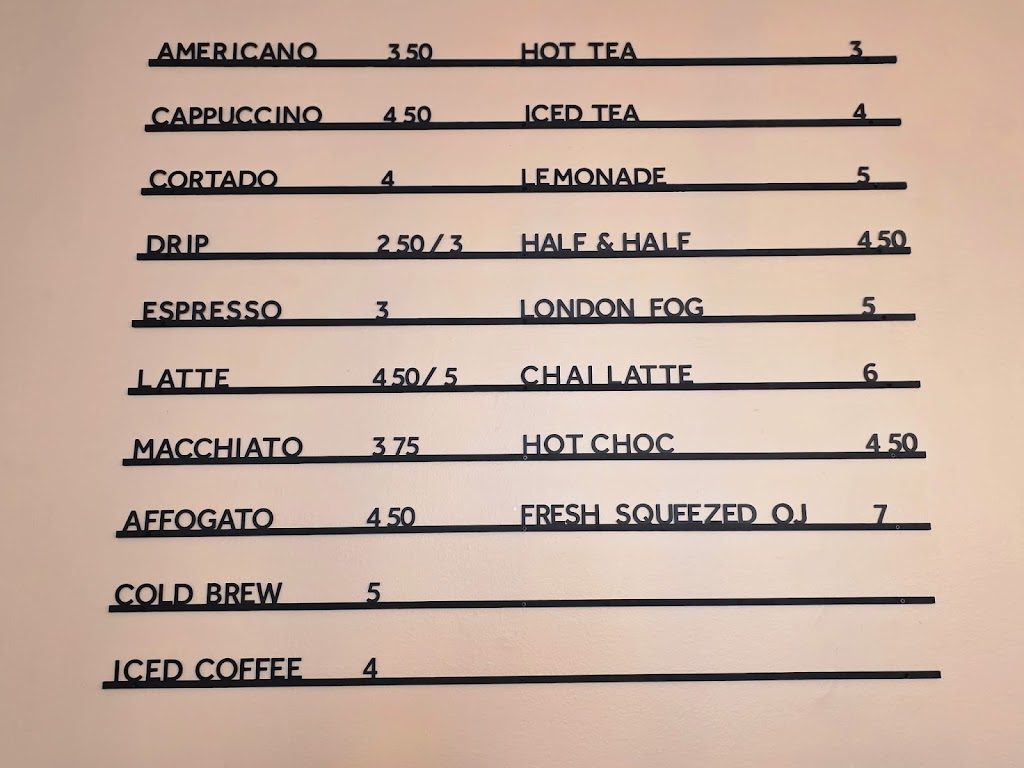 AMERICANO 3 50 HOT TEA 3
CAPPUCCINO 4 50 ICED TEA 4
CORTADO 4 LEMONADE 5
DRIP 2 50 / 3 HALF & HALF 4 50
ESPRESSO 3 LONDON FOG 5
LATTE 4 50 / 5 CHAI LATTE 6
MACCHIATO 3 75 HOT CHOC 4 50
AFFOGATO 4 50 FRESH SQUEEZED OJ 7
COLD BREW 5
ICED COFFEE 4